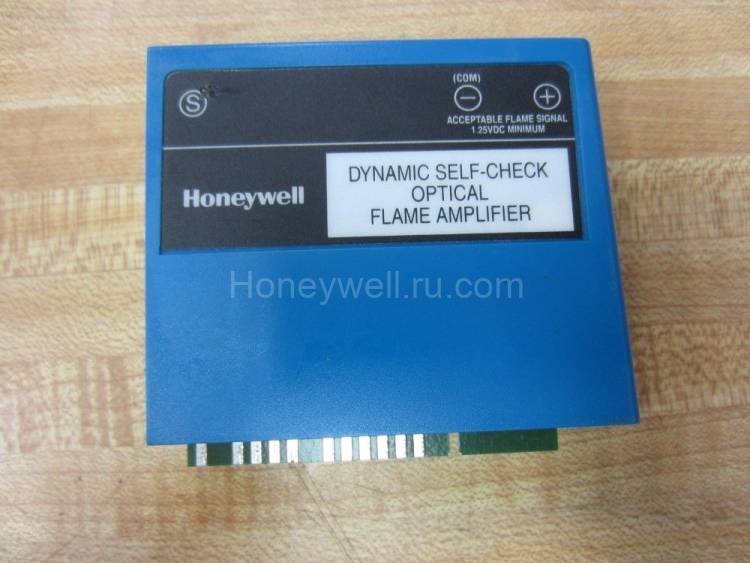 S
(COM)
− +
ACCEPTABLE FLAME SIGNAL
1.25VDC MINIMUM
Honeywell
DYNAMIC SELF-CHECK
OPTICAL
FLAME AMPLIFIER
Honeywell.ru.com